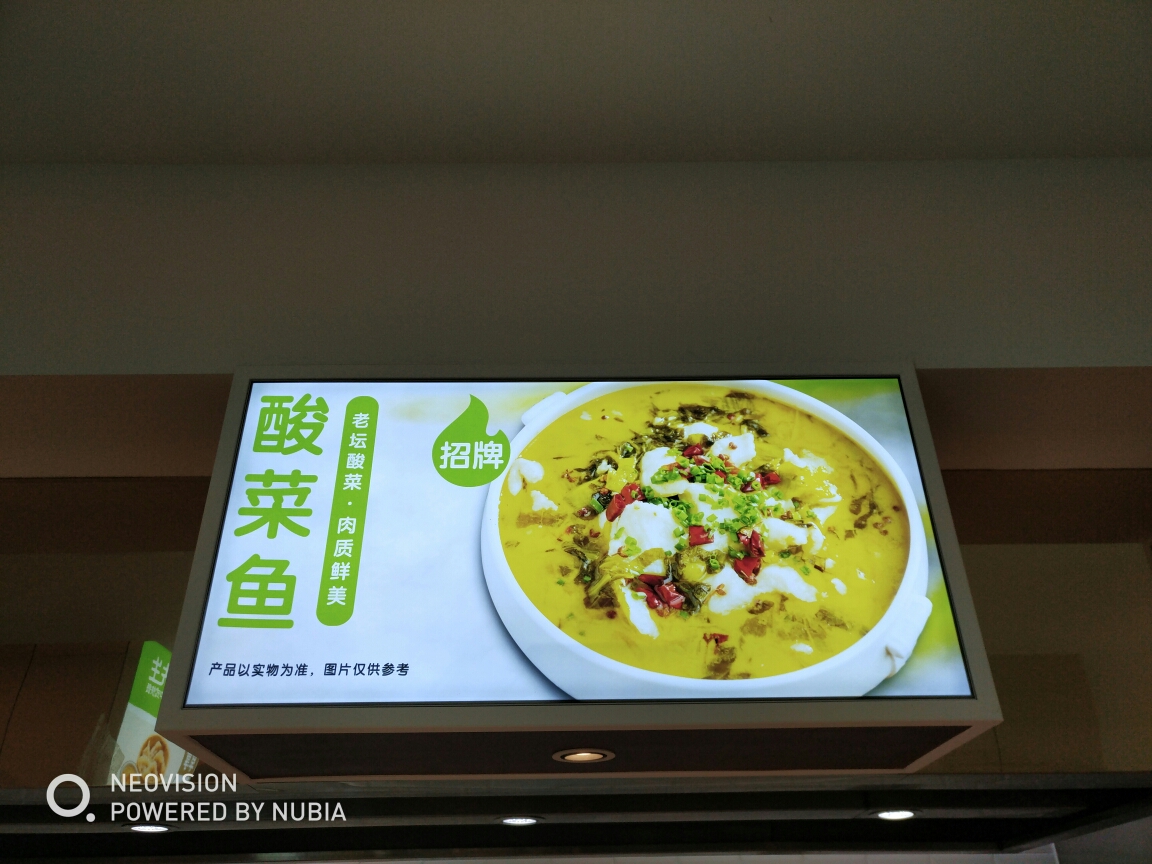 酸菜鱼
老坛酸菜·肉质鲜美
招牌
产品以实物为准，图片仅供参考
NEOVISION
POWERED BY NUBIA